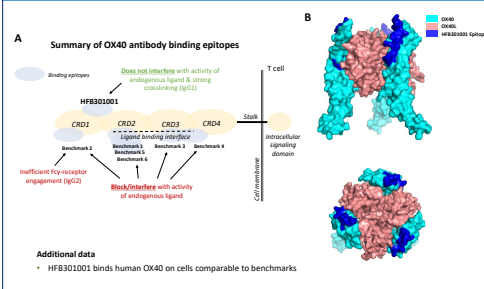 A
Summary of OX40 antibody binding epitopes
Binding epitopes
Does not interfere with activity of
endogenous ligand & strong
crosslinking (IgG1)
T cell
HFB301001
CRD1
CRD2
CRD3
CRD4
Stalk
Ligand binding interface
Intracellular
signaling
domain
Benchmark 2
Benchmark 1
Benchmark 5
Benchmark 6
Benchmark 3
Benchmark 4
Cell membrane
Inefficient Fcγ-receptor
engagement (IgG2)
Block/interfere with activity
of endogenous ligand
Additional data
• HFB301001 binds human OX40 on cells comparable to benchmarks
B
OX40
OX40L
HFB301001 Epitope